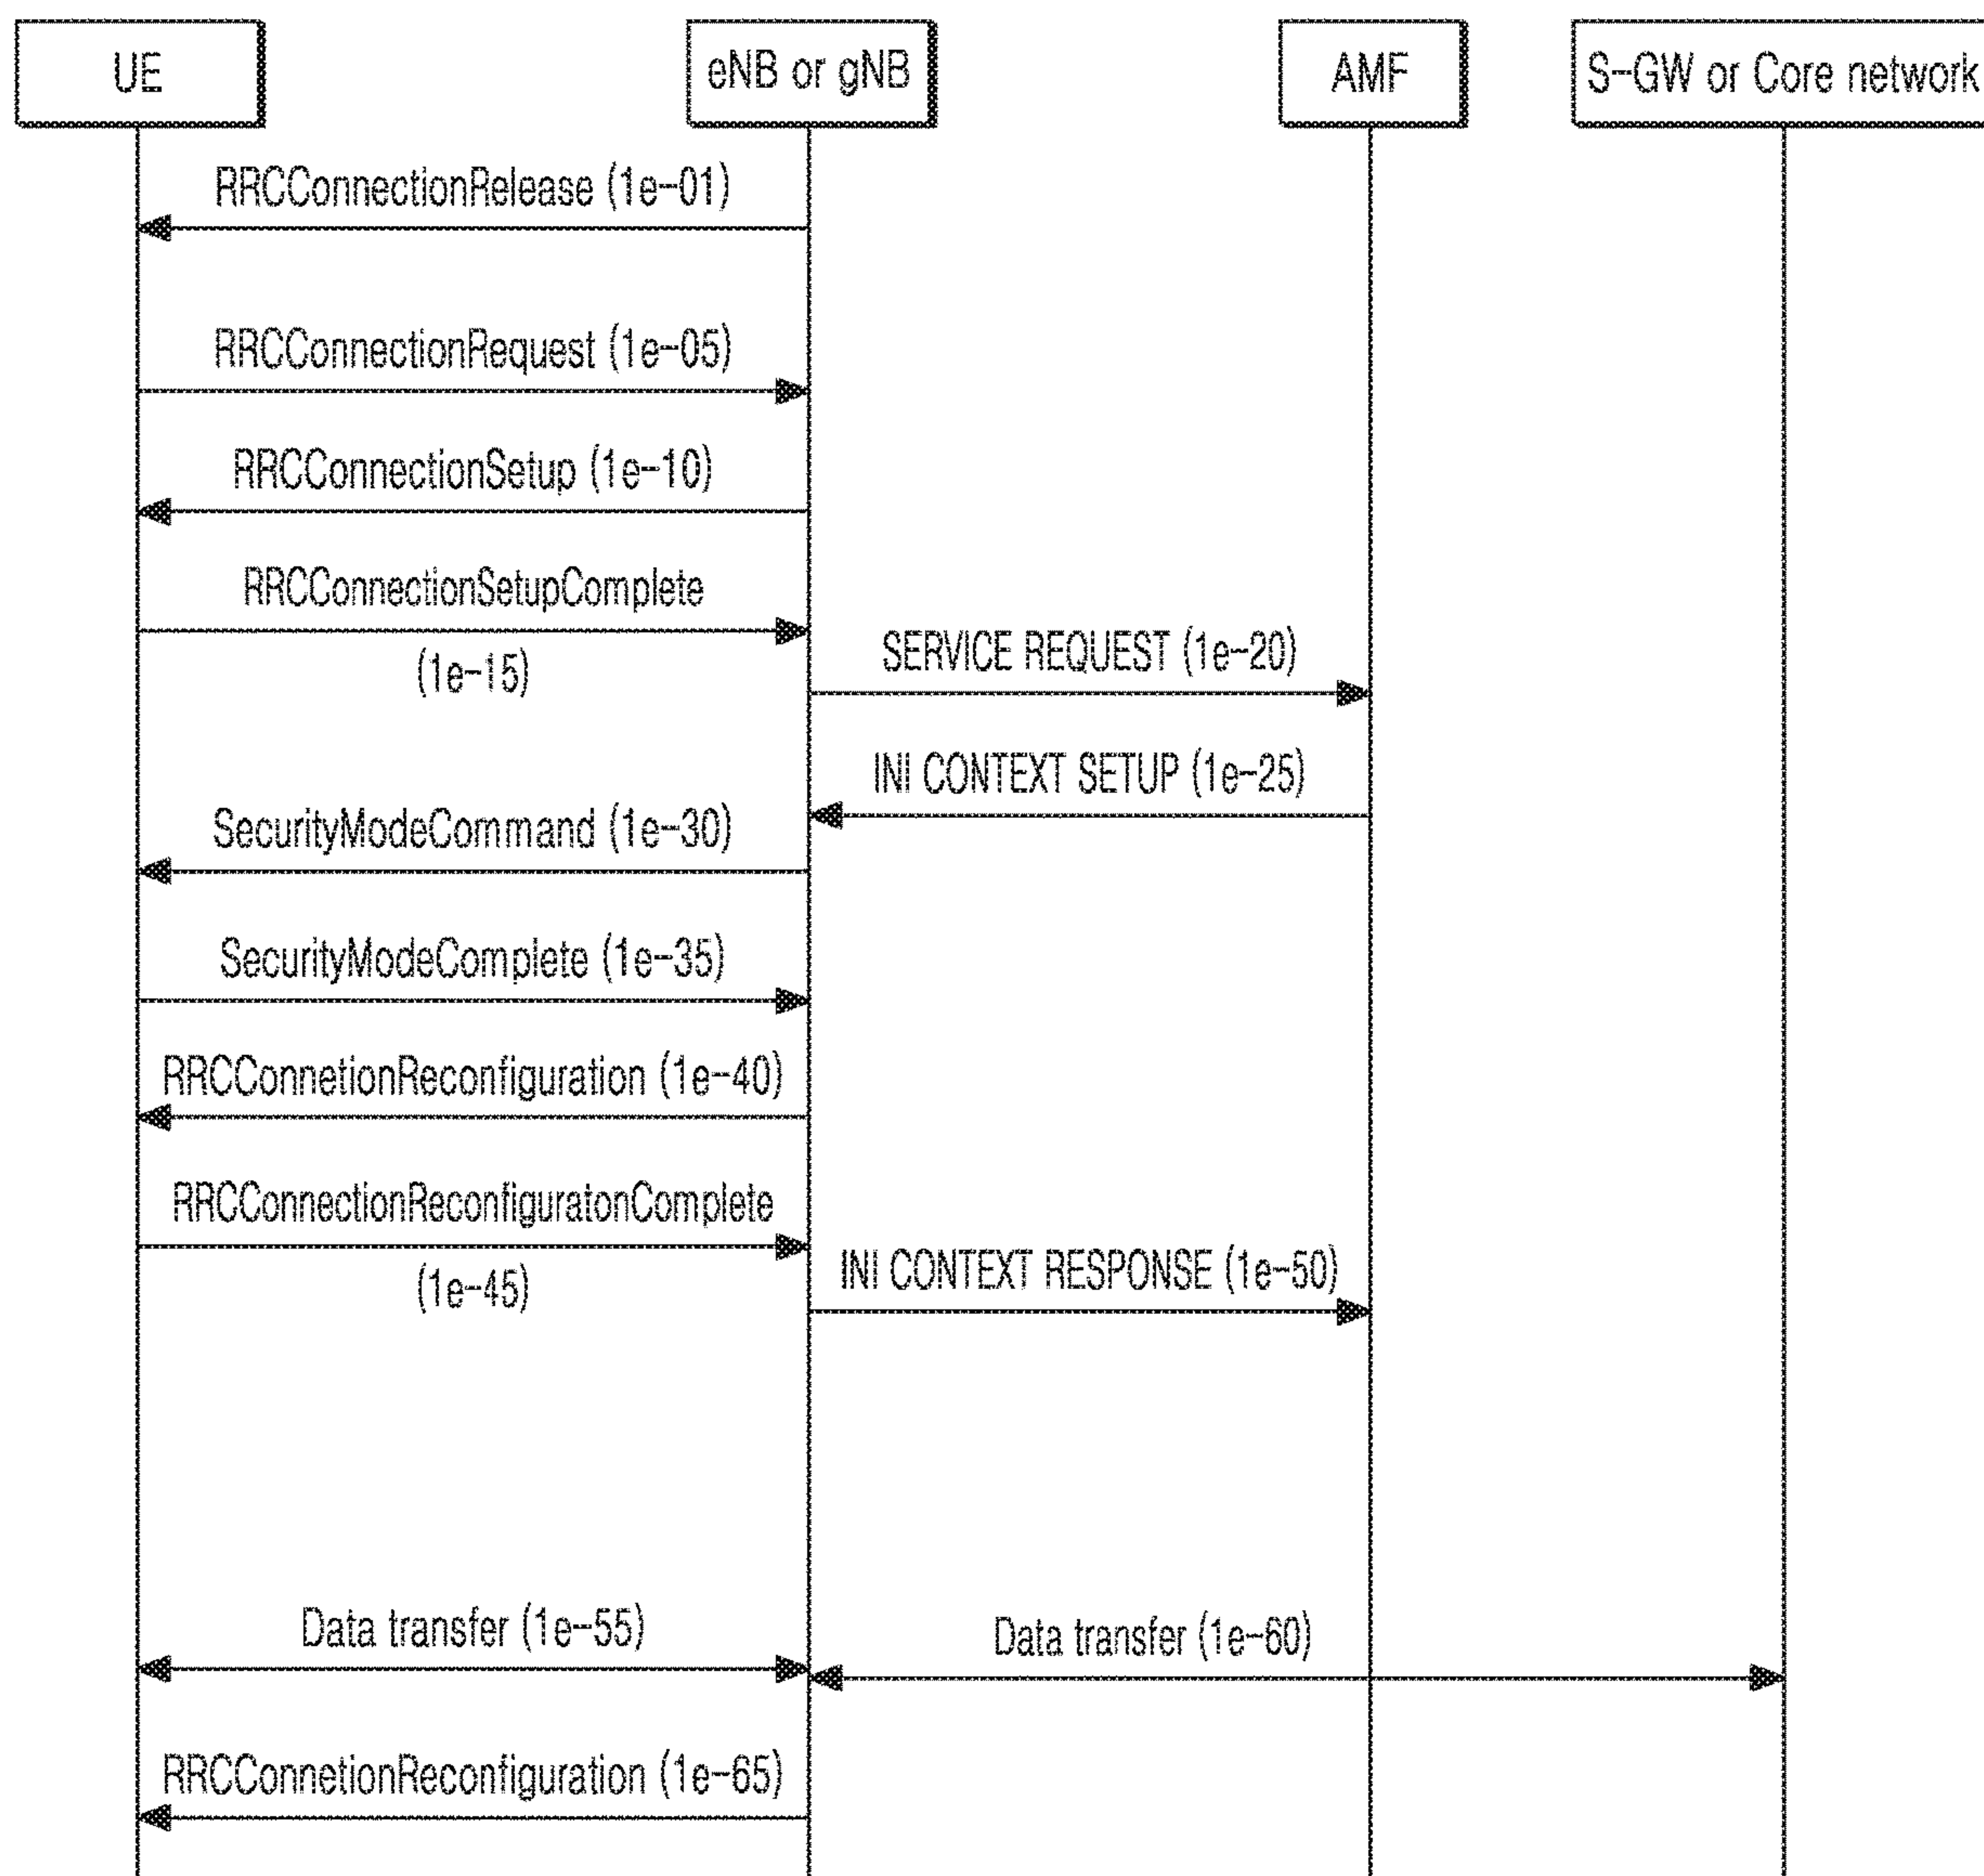 UE
eNB or gNB
AMF
S-GW or Core network
RRCConnectionRelease (1e-01)
RRCConnectionRequest (1e-05)
RRCConnectionSetup (1e-10)
RRCConnectionSetupComplete
(1e-15)
SERVICE REQUEST (1e-20)
INI CONTEXT SETUP (1e-25)
SecurityModeCommand (1e-30)
SecurityModeComplete (1e-35)
RRCConnetionReconfiguration (1e-40)
RRCConnectionReconfiguratonComplete
(1e-45)
INI CONTEXT RESPONSE (1e-50)
Data transfer (1e-55)
Data transfer (1e-60)
RRCConnetionReconfiguration (1e-65)